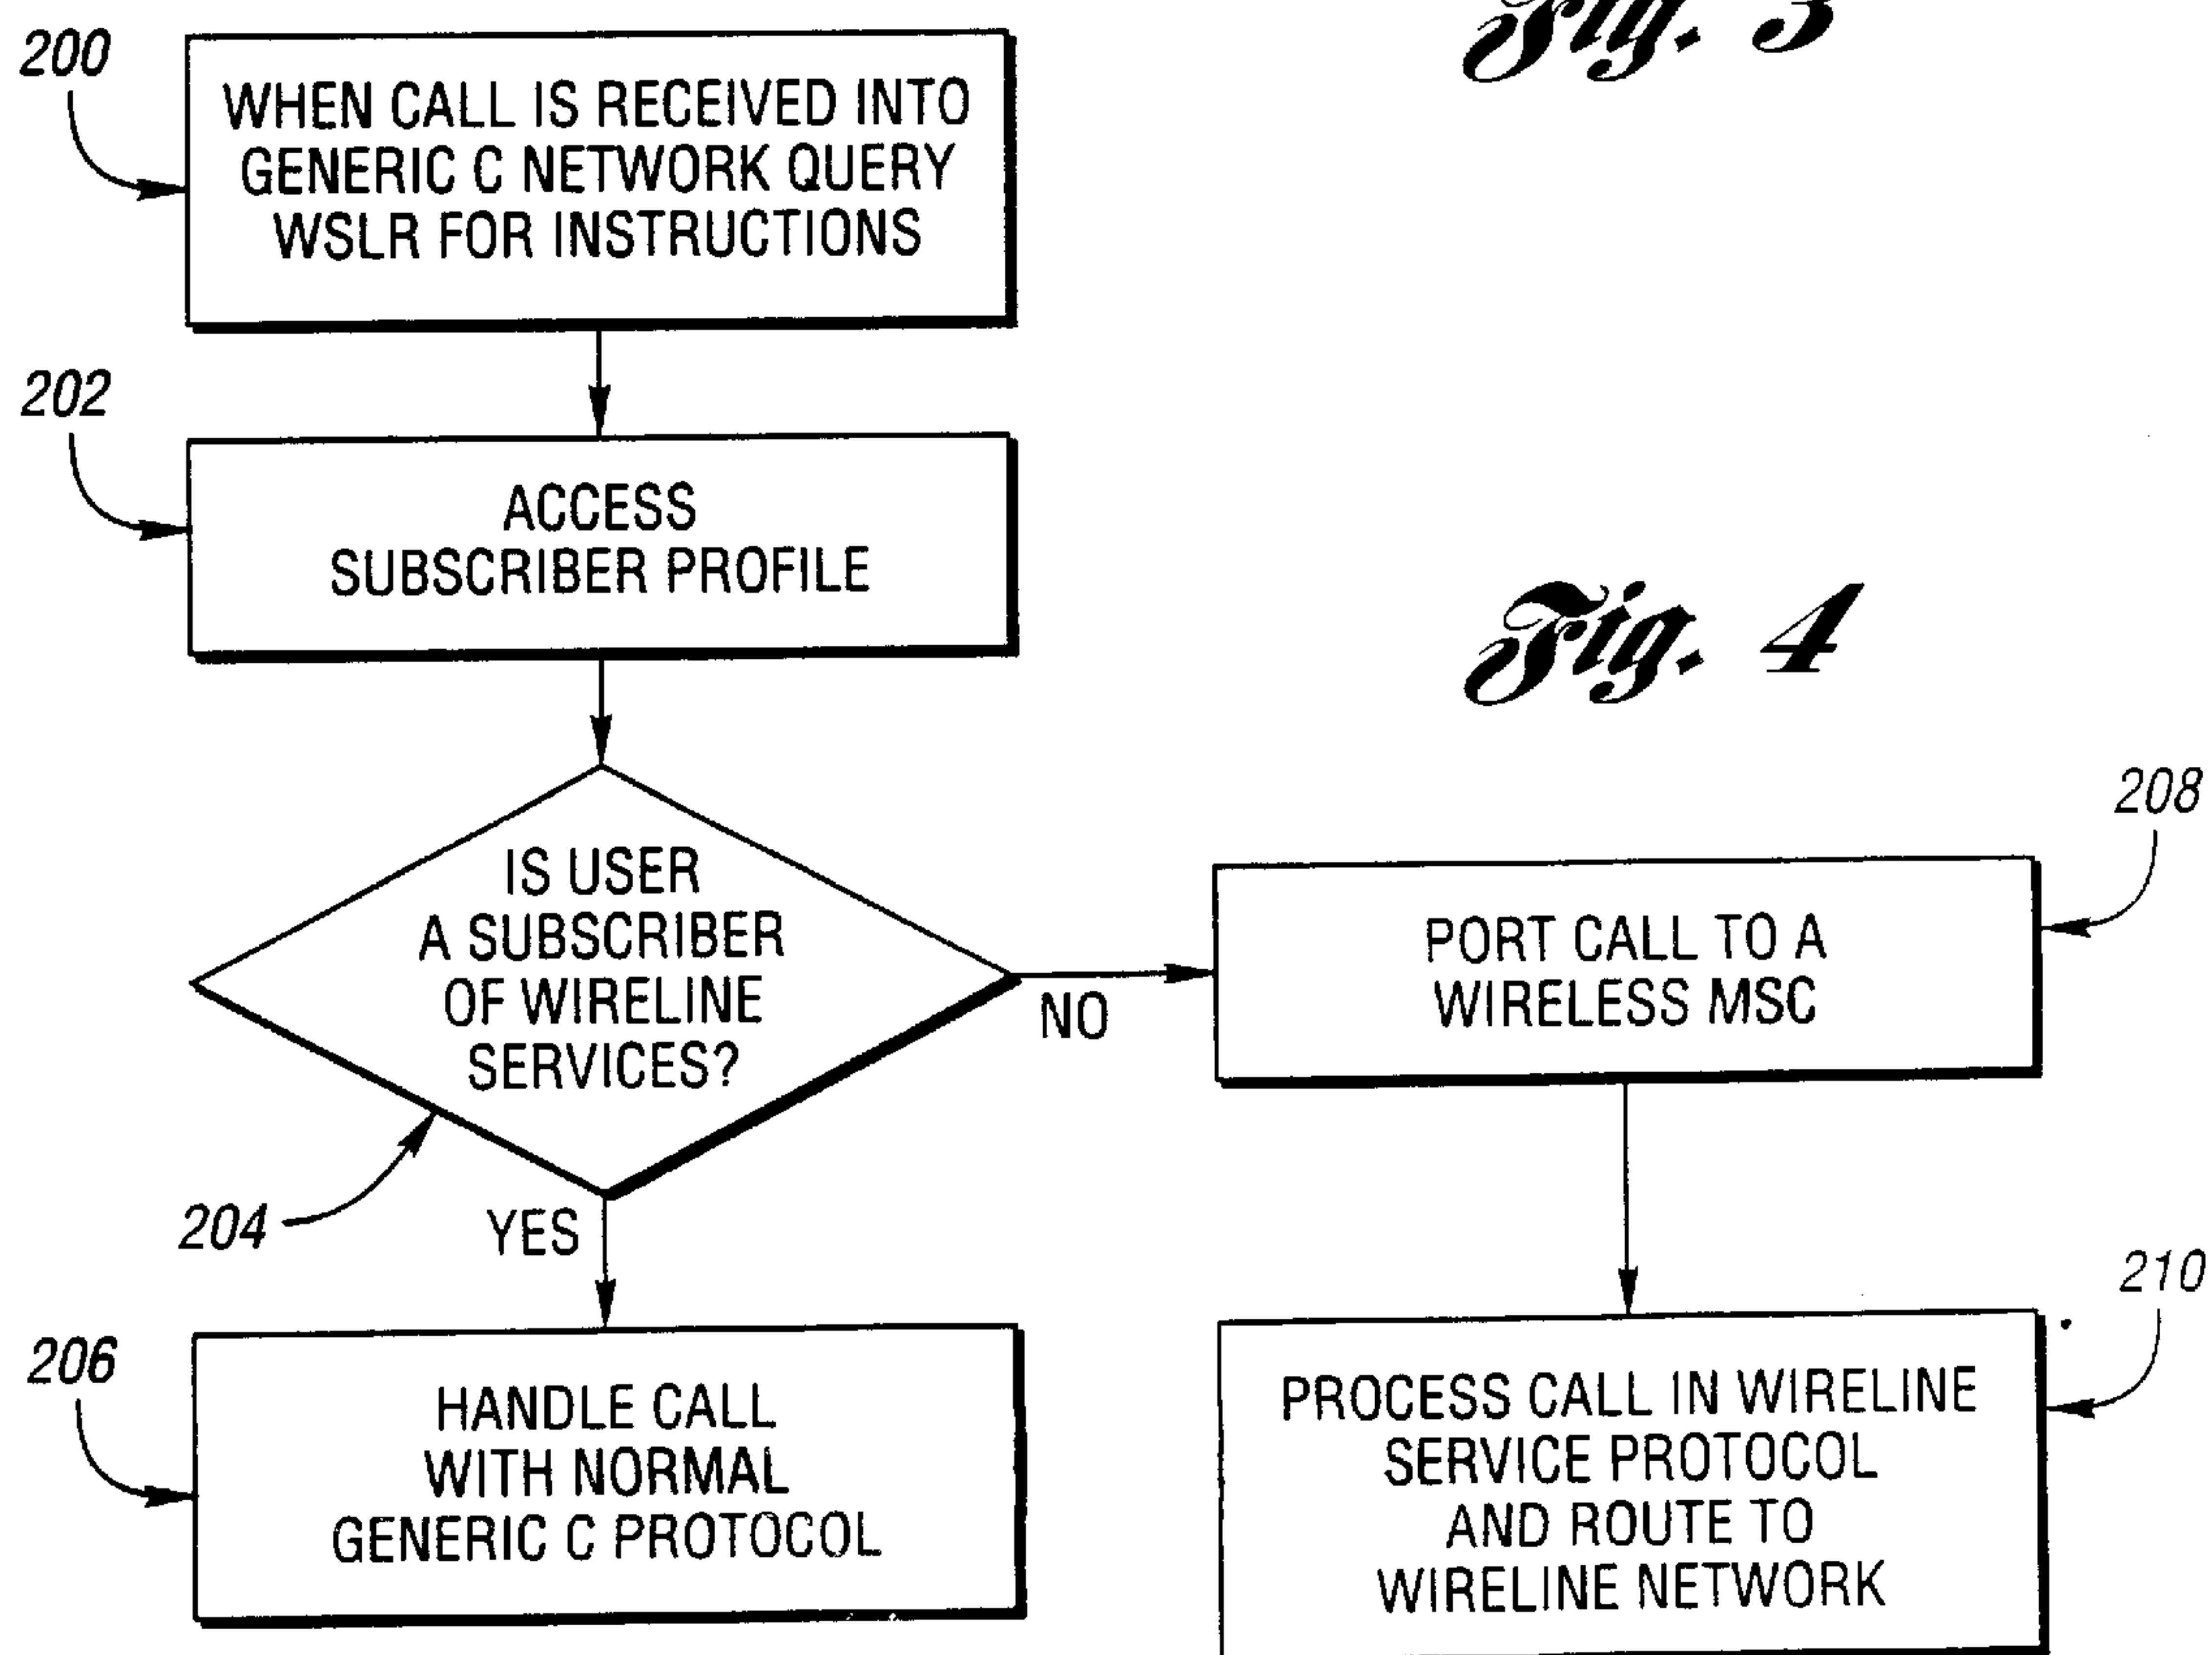 Fig. 3
200
WHEN CALL IS RECEIVED INTO
GENERIC C NETWORK QUERY
WSLR FOR INSTRUCTIONS
202
ACCESS
SUBSCRIBER PROFILE
Fig. 4
IS USER
A SUBSCRIBER
OF WIRELINE
SERVICES?
204
YES
NO
208
PORT CALL TO A
WIRELESS MSC
206
HANDLE CALL
WITH NORMAL
GENERIC C PROTOCOL
210
PROCESS CALL IN WIRELINE
SERVICE PROTOCOL
AND ROUTE TO
WIRELINE NETWORK